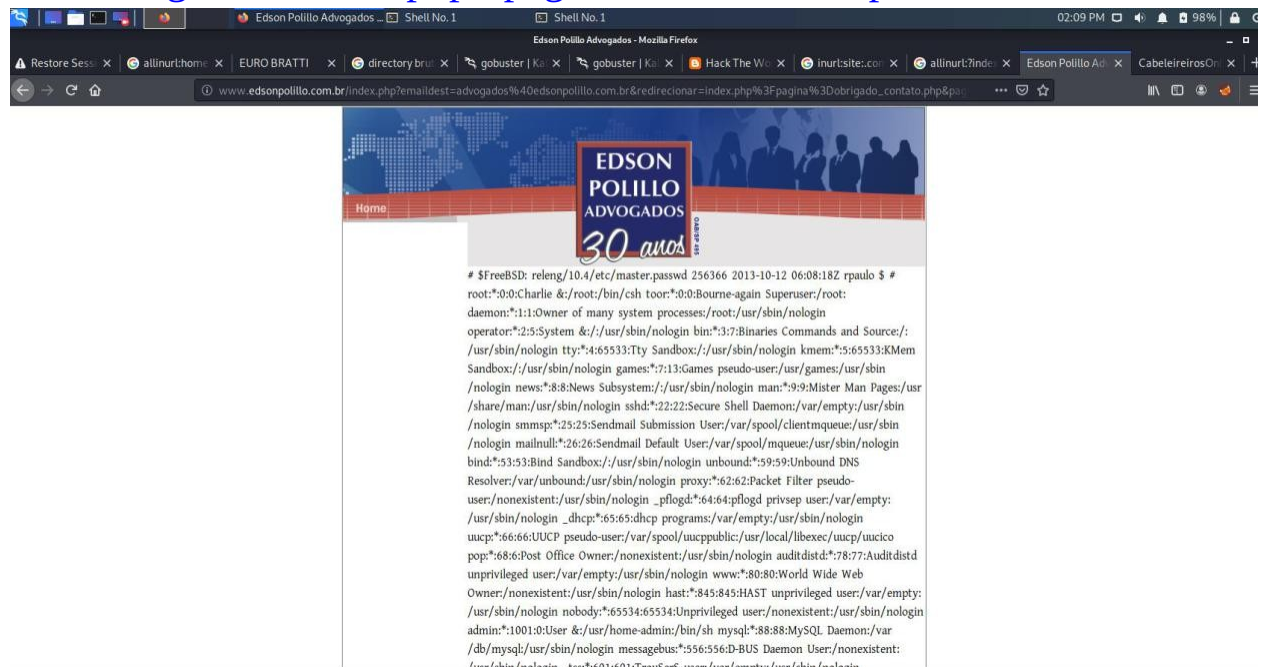 Edson Polillo Advogados ... Shell No. 1 Shell No. 1 02:09 PM 98%
Edson Polillo Advogados - Mozilla Firefox
Restore Sessi allinurl:home EURO BRATTI directory brut gobuster | Kal gobuster | Kal Hack The Wo inurl:site:.con allinurl:?inde Edson Polillo Ad CabeleireirosOn
www.edsonpolillo.com.br/index.php?emaildest=advogados%40edsonpolillo.com.br&redirecionar=index.php%3Fpagina%3Dobrigado_contato.php&pag
EDSON
POLILLO
ADVOGADOS
30 anos
Home
# $FreeBSD: releng/10.4/etc/master.passwd 256366 2013-10-12 06:08:18Z rpaulo $ #
root:*:0:0:Charlie &:/root:/bin/csh toor:*:0:0:Bourne-again Superuser:/root:
daemon:*:1:1:Owner of many system processes:/root:/usr/sbin/nologin
operator:*:2:5:System &:/:/usr/sbin/nologin bin:*:3:7:Binaries Commands and Source:/:
/usr/sbin/nologin tty:*:4:65533:Tty Sandbox:/:/usr/sbin/nologin kmem:*:5:65533:KMem
Sandbox:/:/usr/sbin/nologin games:*:7:13:Games pseudo-user:/usr/games:/usr/sbin
/nologin news:*:8:8:News Subsystem:/:/usr/sbin/nologin man:*:9:9:Mister Man Pages:/usr
/share/man:/usr/sbin/nologin sshd:*:22:22:Secure Shell Daemon:/var/empty:/usr/sbin
/nologin smmsp:*:25:25:Sendmail Submission User:/var/spool/clientmqueue:/usr/sbin
/nologin mailnull:*:26:26:Sendmail Default User:/var/spool/mqueue:/usr/sbin/nologin
bind:*:53:53:Bind Sandbox:/:/usr/sbin/nologin unbound:*:59:59:Unbound DNS
Resolver:/var/unbound:/usr/sbin/nologin proxy:*:62:62:Packet Filter pseudo-
user:/nonexistent:/usr/sbin/nologin _pflogd:*:64:64:pflogd privsep user:/var/empty:
/usr/sbin/nologin _dhcp:*:65:65:dhcp programs:/var/empty:/usr/sbin/nologin
uucp:*:66:66:UUCP pseudo-user:/var/spool/uucppublic:/usr/local/libexec/uucp/uucico
pop:*:68:6:Post Office Owner:/nonexistent:/usr/sbin/nologin auditdistd:*:78:77:Auditdistd
unprivileged user:/var/empty:/usr/sbin/nologin www:*:80:80:World Wide Web
Owner:/nonexistent:/usr/sbin/nologin hast:*:845:845:HAST unprivileged user:/var/empty:
/usr/sbin/nologin nobody:*:65534:65534:Unprivileged user:/nonexistent:/usr/sbin/nologin
admin:*:1001:0:User &:/usr/home-admin:/bin/sh mysql:*:88:88:MySQL Daemon:/var
/db/mysql:/usr/sbin/nologin messagebus:*:556:556:D-BUS Daemon User:/nonexistent: